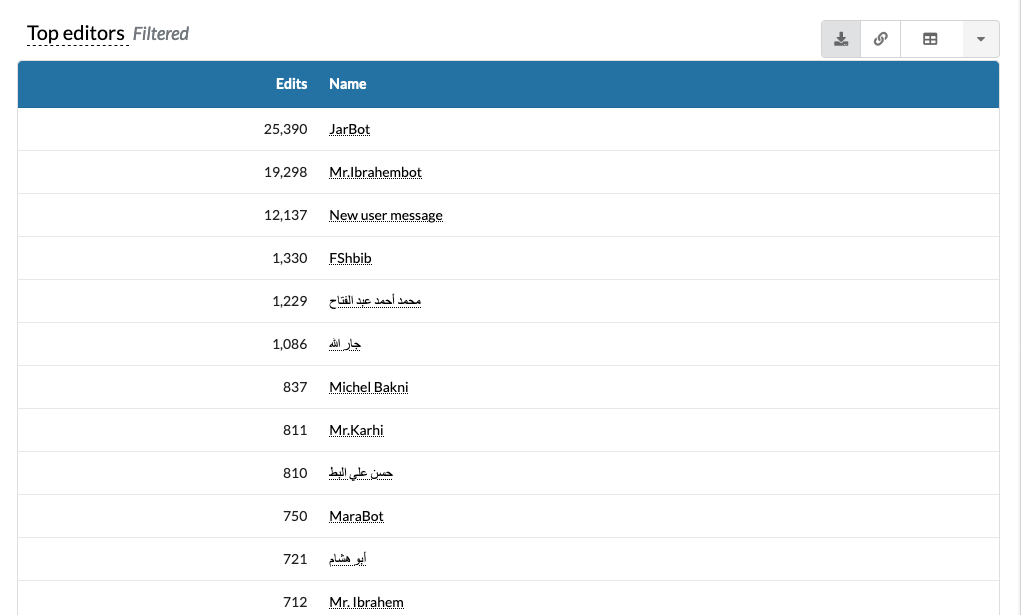 Top editors Filtered
Edits Name
25,390 JarBot
19,298 Mr.Ibrahembot
12,137 New user message
1,330 FShbib
1,229 محمد أحمد عبد الفتاح
1,086 جار الله
837 Michel Bakni
811 Mr.Karhi
810 حسن علي البط
750 MaraBot
721 أبو هشام
712 Mr. Ibrahem